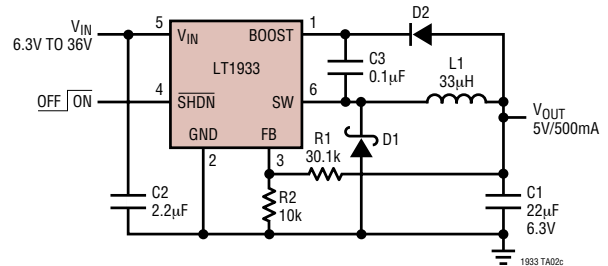 D2
VIN
6.3V TO 36V
5
VIN
BOOST
1
LT1933
C3
0.1µF
L1
33µH
OFF ON
4
SHDN
SW
6
VOUT
5V/500mA
GND
FB
R1
30.1k
D1
2
3
C2
2.2µF
R2
10k
C1
22µF
6.3V
1933 TA02c